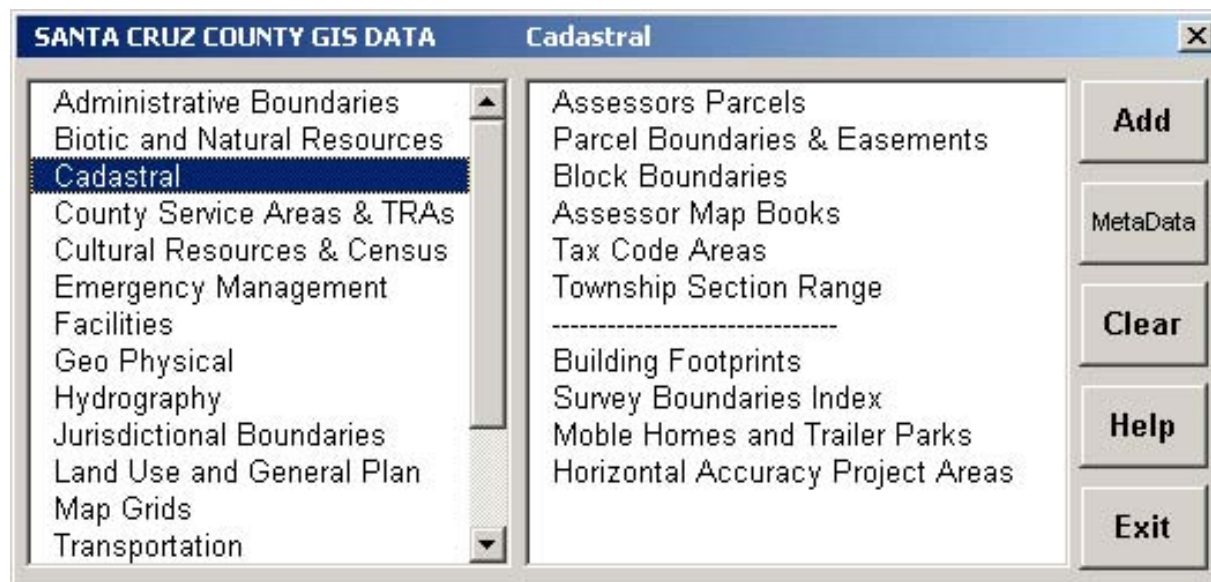 SANTA CRUZ COUNTY GIS DATA Cadastral
Administrative Boundaries
Biotic and Natural Resources
Cadastral
County Service Areas & TRAs
Cultural Resources & Census
Emergency Management
Facilities
Geo Physical
Hydrography
Jurisdictional Boundaries
Land Use and General Plan
Map Grids
Transportation
Assessors Parcels
Parcel Boundaries & Easements
Block Boundaries
Assessor Map Books
Tax Code Areas
Township Section Range
-------------------------------
Building Footprints
Survey Boundaries Index
Moble Homes and Trailer Parks
Horizontal Accuracy Project Areas
Add
MetaData
Clear
Help
Exit